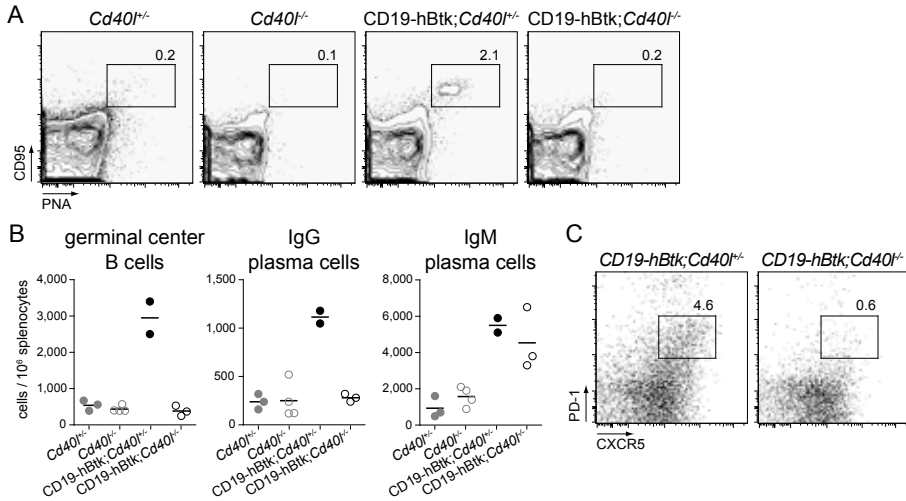 A
Cd40l+/-
Cd40l-/-
CD19-hBtk;Cd40l+/-
CD19-hBtk;Cd40l-/-
0.2
0.1
2.1
0.2
CD95
PNA
B
germinal center
B cells
IgG
plasma cells
IgM
plasma cells
cells / 10⁶ splenocytes
4,000
3,000
2,000
1,000
0
1,500
1,000
500
0
8,000
6,000
4,000
2,000
0
Cd40l+/-
Cd40l-/-
CD19-hBtk;Cd40l+/-
CD19-hBtk;Cd40l-/-
Cd40l+/-
Cd40l-/-
CD19-hBtk;Cd40l+/-
CD19-hBtk;Cd40l-/-
Cd40l+/-
Cd40l-/-
CD19-hBtk;Cd40l+/-
CD19-hBtk;Cd40l-/-
C
CD19-hBtk;Cd40l+/-
CD19-hBtk;Cd40l-/-
4.6
0.6
PD-1
CXCR5